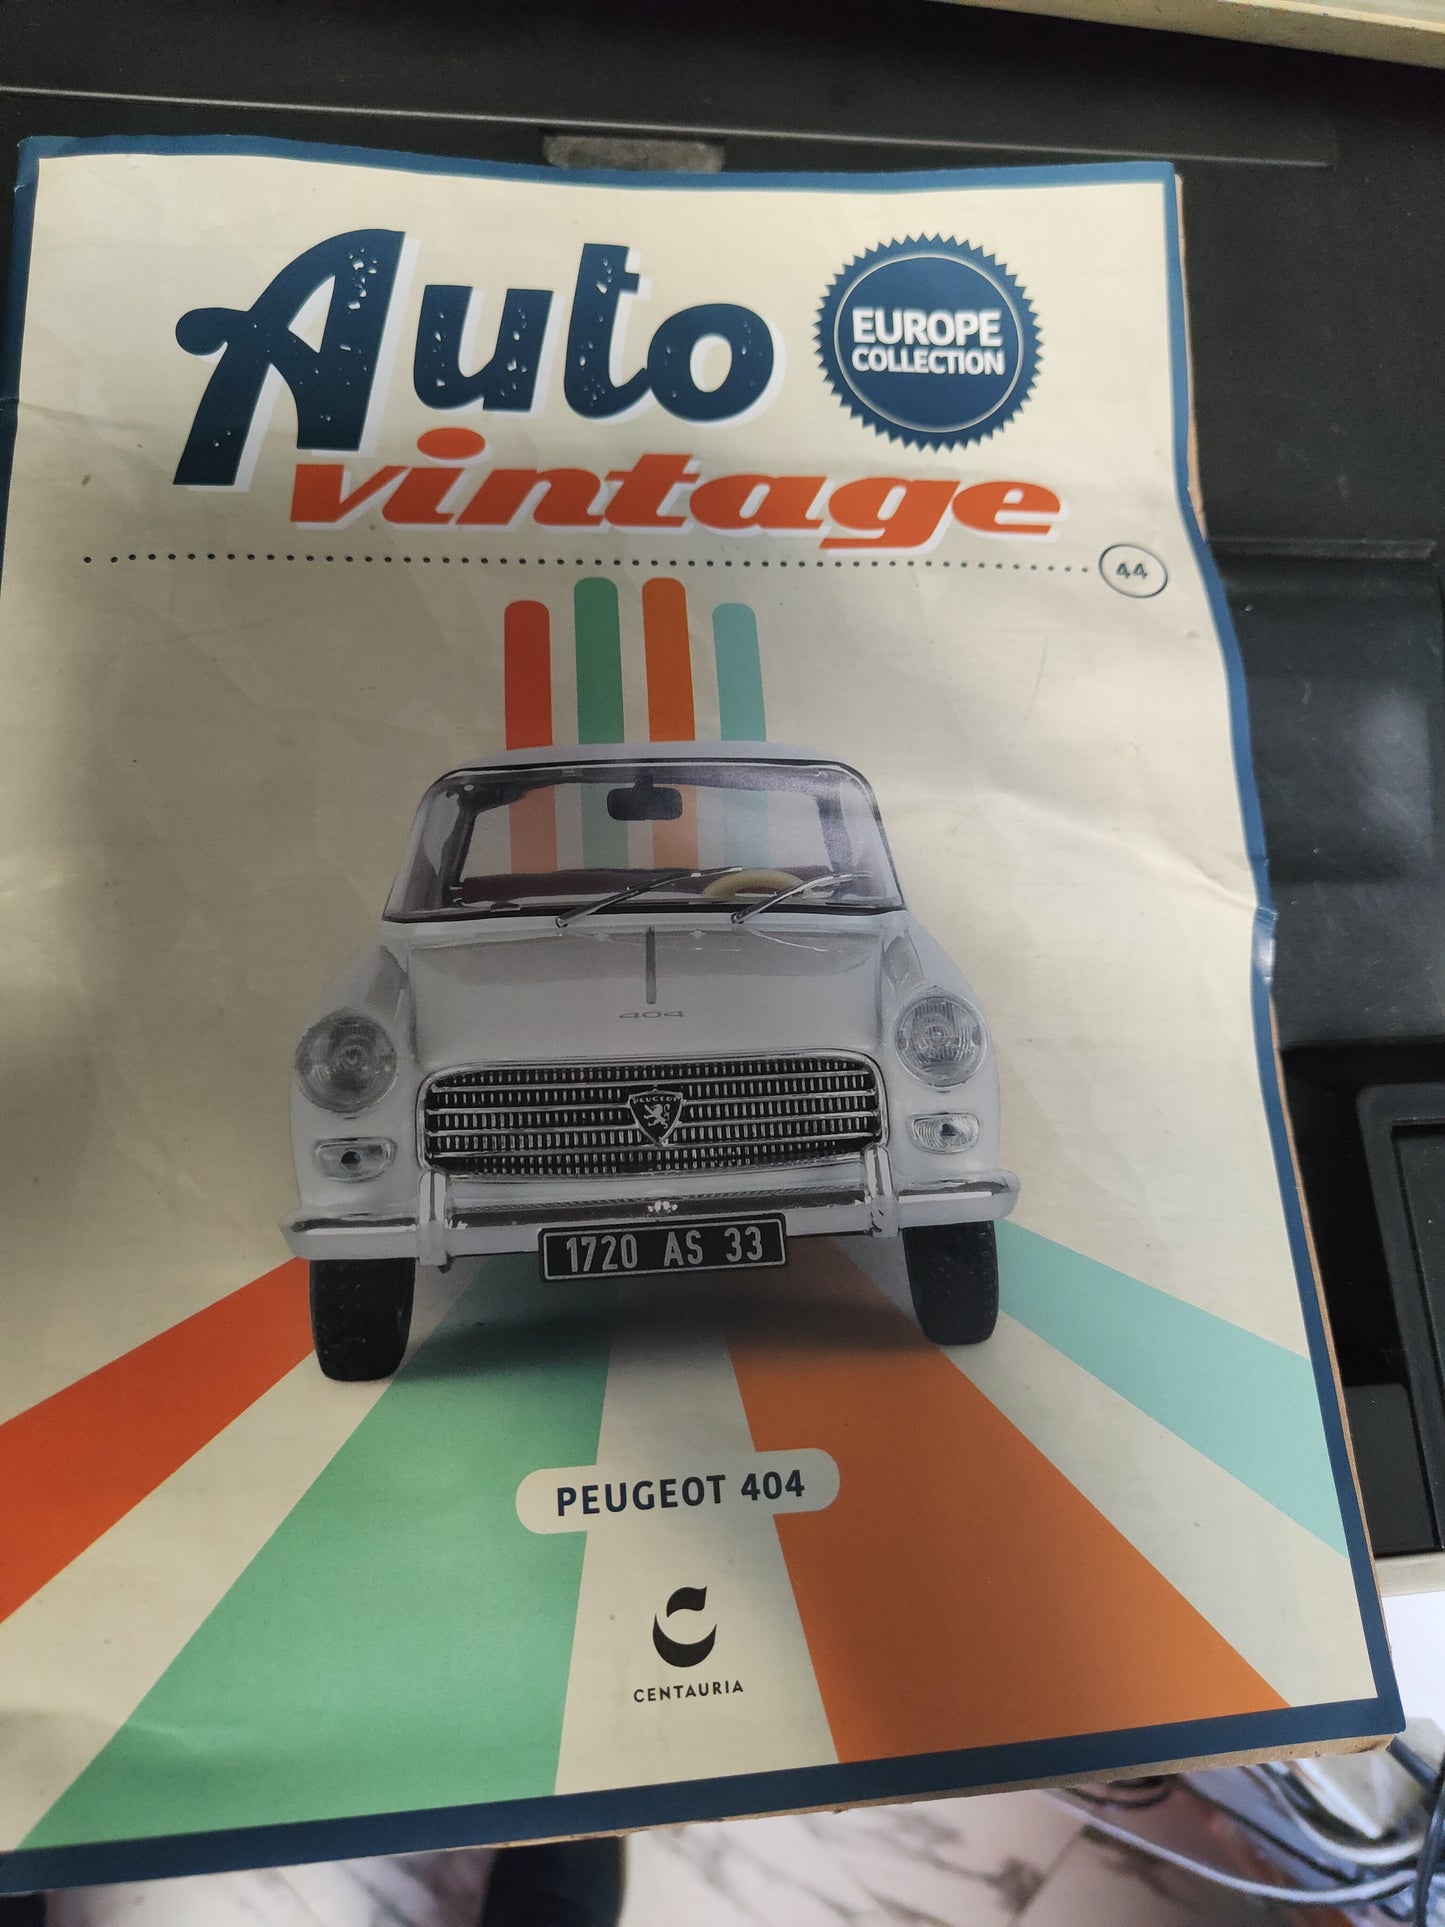 Auto
EUROPE
COLLECTION
vintage
44
404
PEUGEOT
1720 AS 33
PEUGEOT 404
CENTAURIA